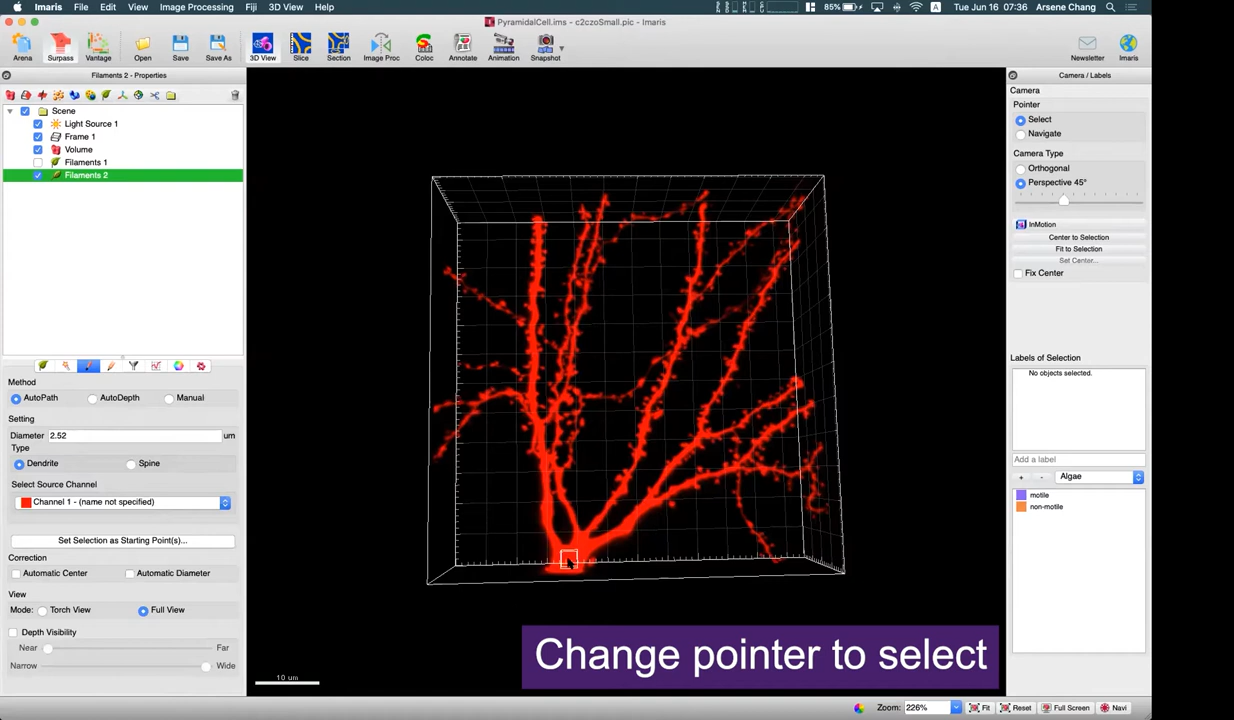 Imaris File Edit View Image Processing Fiji 3D View Help 85% A Tue Jun 16 07:36 Arsene Chang
PyramidalCell.ims - c2czoSmall.pic - Imaris
Arena Surpass Vantage Open Save Save As 3D View Slice Section Image Proc Coloc Annotate Animation Snapshot Newsletter Imaris
Filaments 2 - Properties
Scene
Light Source 1
Frame 1
Volume
Filaments 1
Filaments 2
Method
AutoPath AutoDepth Manual
Setting
Diameter 2.52 um
Type
Dendrite Spine
Select Source Channel
Channel 1 - (name not specified)
Set Selection as Starting Point(s)...
Correction
Automatic Center Automatic Diameter
View
Mode: Torch View Full View
Depth Visibility
Near Far
Narrow Wide
10 um
Change pointer to select
Camera / Labels
Camera
Pointer
Select
Navigate
Camera Type
Orthogonal
Perspective 45°
InMotion
Center to Selection
Fit to Selection
Set Center...
Fix Center
Labels of Selection
No objects selected.
Add a label
+ - Algae
motile
non-motile
Zoom: 226% Fit Reset Full Screen Navi